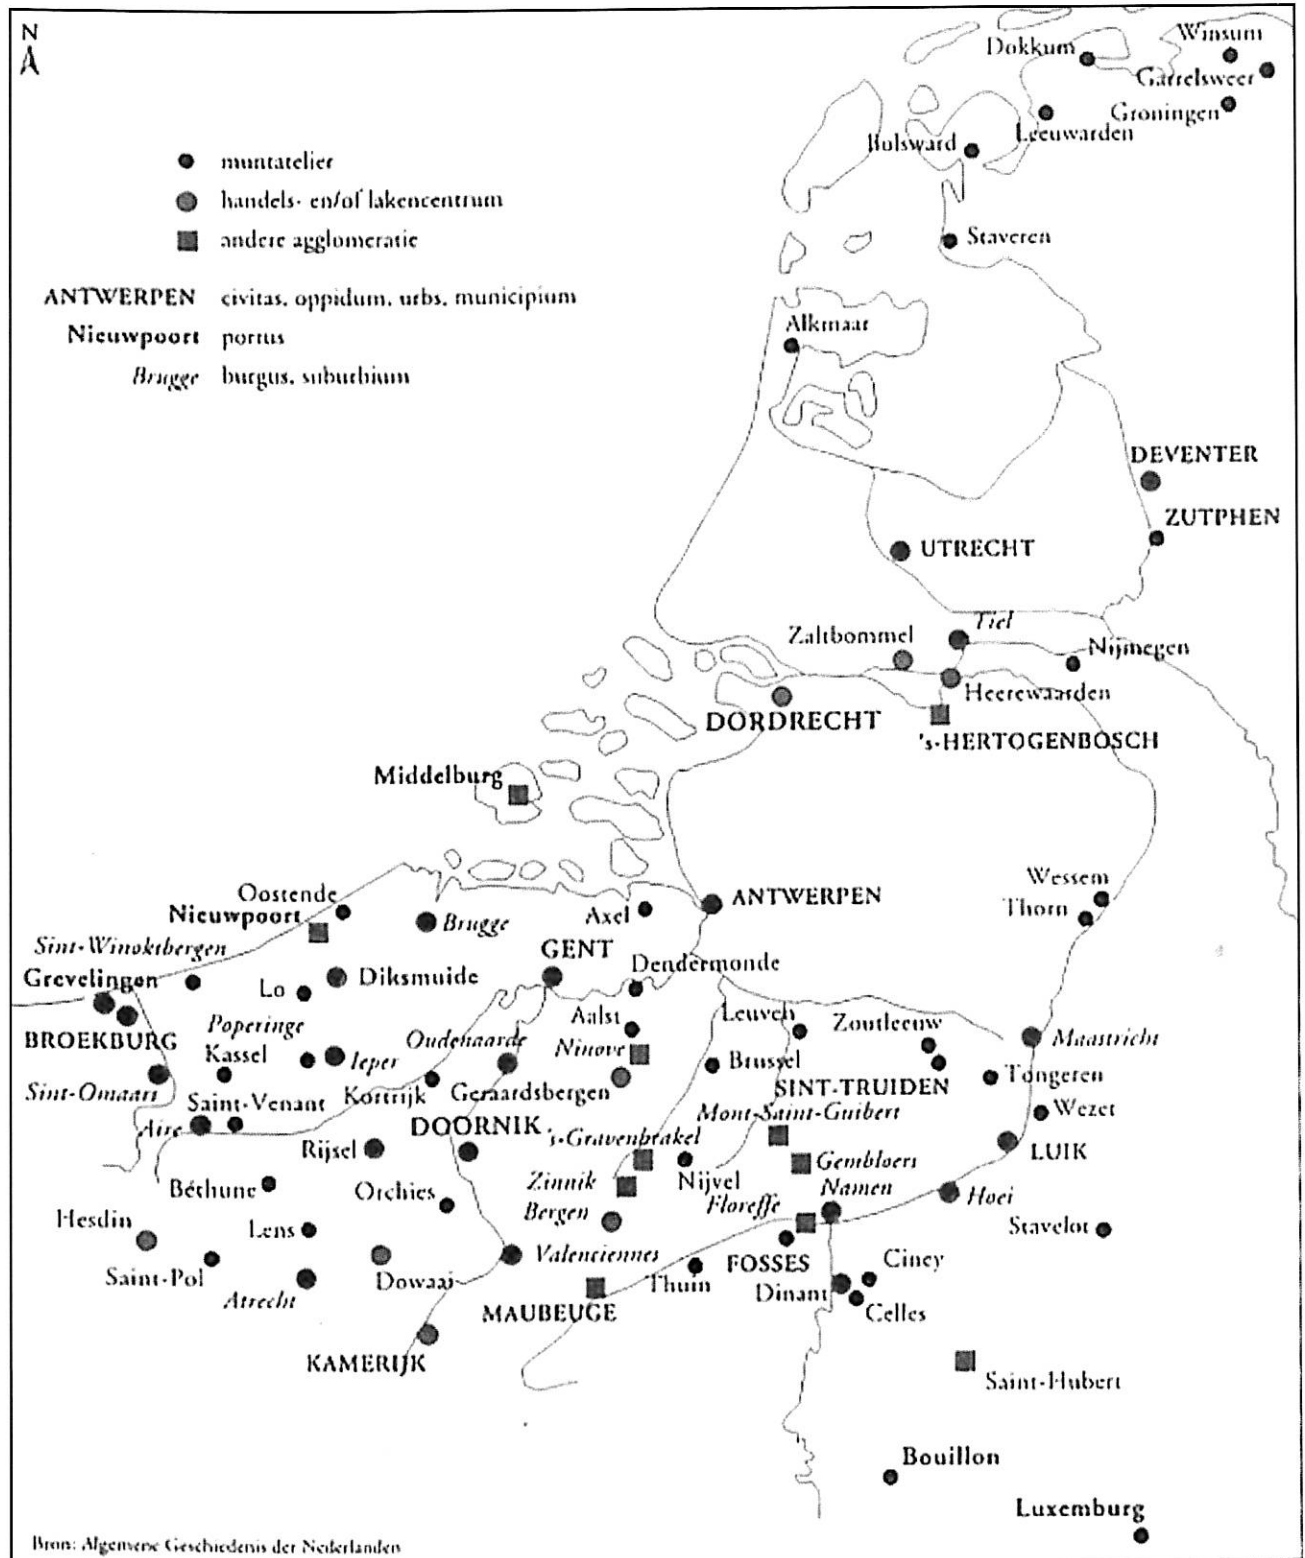 N
Dokkum
Winsum
Garrelsweer
Groningen
Leeuwarden
Bolsward
muntatelier
handels- en/of lakencentrum
andere agglomeratie
Staveren
ANTWERPEN civitas, oppidum, urbs, municipium
Nieuwpoort portus
Brugge burgus, suburbium
Alkmaar
DEVENTER
ZUTPHEN
UTRECHT
Tiel
Zaltbommel
Nijmegen
Heerewaarden
DORDRECHT
's-HERTOGENBOSCH
Middelburg
Wessem
Thorn
Oostende
Nieuwpoort
Brugge
Axel
ANTWERPEN
Sint-Winoksbergen
GENT
Dendermonde
Grevelingen
Lo
Diksmuide
BROEKBURG
Poperinge
Kassel
Ieper
Oudenaarde
Aalst
Ninove
Leuven
Zoutleeuw
Maastricht
Brussel
SINT-TRUIDEN
Tongeren
Sint-Omaars
Saint-Venant
Kortrijk
Geraardsbergen
Mont-Saint-Guibert
Wezet
Aire
DOORNIK
's-Gravenbrakel
LUIK
Rijsel
Zinnik
Nijvel
Gembloers
Namen
Béthune
Orchies
Bergen
Floreffe
Hoei
Hesdin
Lens
Stavelot
Valenciennes
FOSSES
Ciney
Saint-Pol
Dowaai
Thuin
Dinant
Atrecht
MAUBEUGE
Celles
KAMERIJK
Saint-Hubert
Bouillon
Luxemburg
Bron: Algemene Geschiedenis der Nederlanden